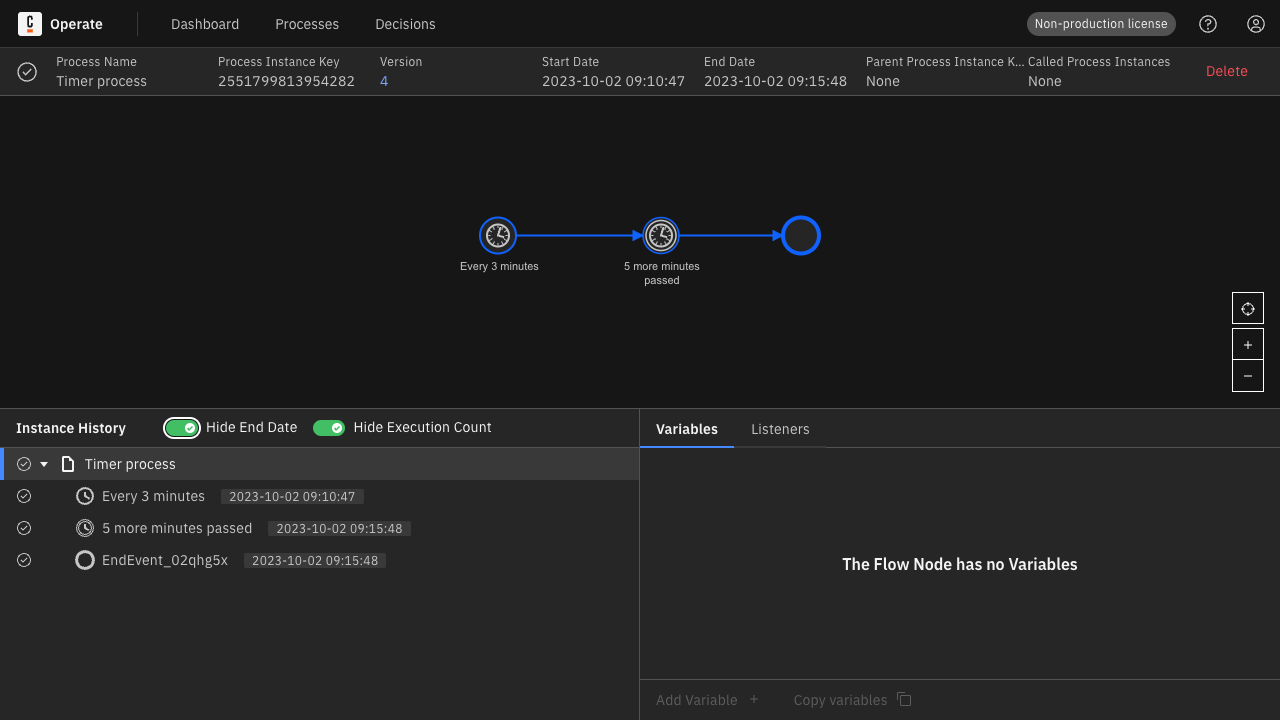 Operate
Dashboard
Processes
Decisions
Non-production license
Process Name
Timer process
Process Instance Key
2551799813954282
Version
4
Start Date
2023-10-02 09:10:47
End Date
2023-10-02 09:15:48
Parent Process Instance K...
None
Called Process Instances
None
Delete
Every 3 minutes
5 more minutes
passed
Instance History
Hide End Date
Hide Execution Count
Timer process
Every 3 minutes
2023-10-02 09:10:47
5 more minutes passed
2023-10-02 09:15:48
EndEvent_02qhg5x
2023-10-02 09:15:48
Variables
Listeners
The Flow Node has no Variables
Add Variable
Copy variables